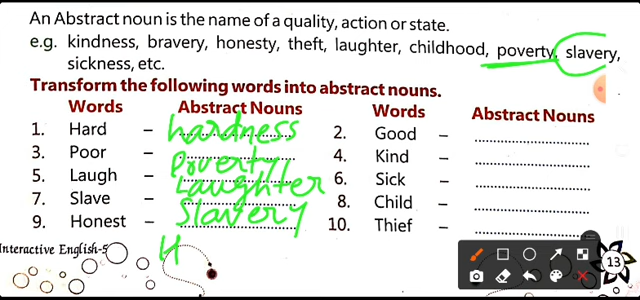 An Abstract noun is the name of a quality, action or state.
e.g. kindness, bravery, honesty, theft, laughter, childhood, poverty, slavery,
sickness, etc.
Transform the following words into abstract nouns.
Words Abstract Nouns Words Abstract Nouns
1. Hard – hardness 2. Good –
3. Poor – Poverty 4. Kind –
5. Laugh – Laughter 6. Sick –
7. Slave – Slavery 8. Child –
9. Honest – H 10. Thief –
Interactive English-5 13